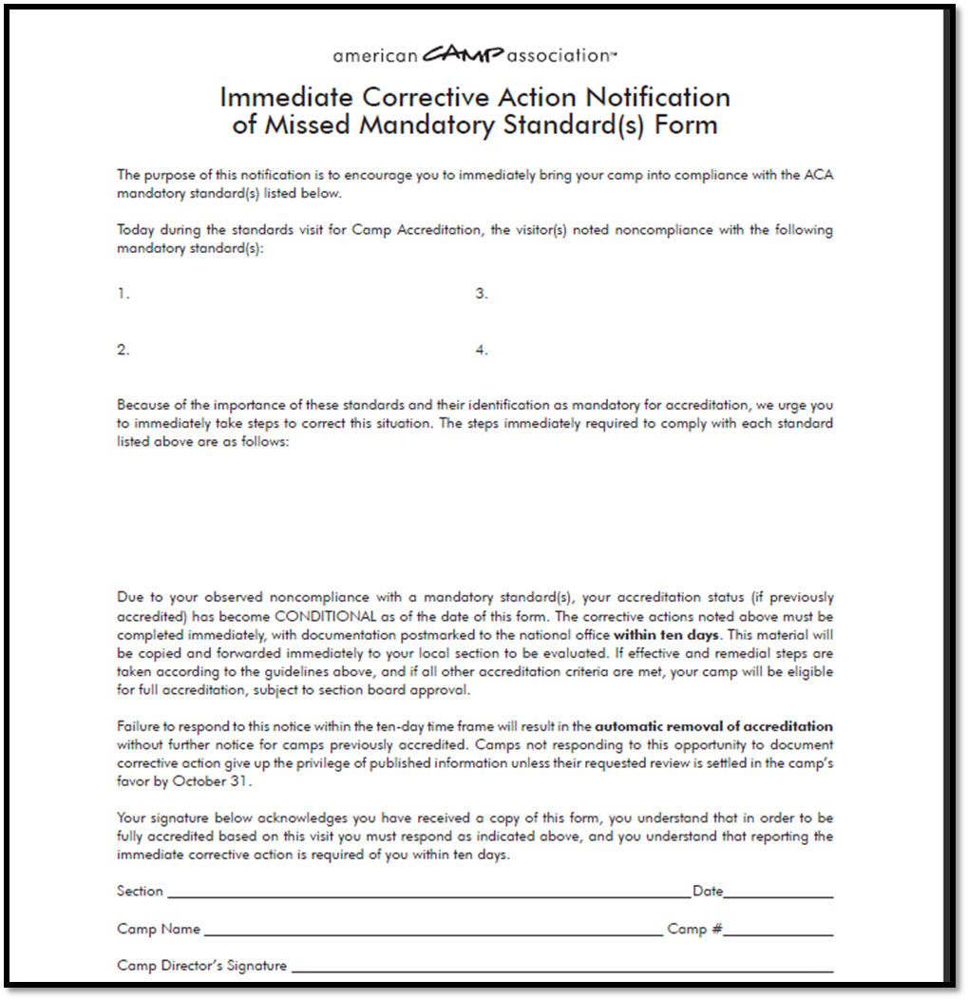 american CAMP association™
Immediate Corrective Action Notification
of Missed Mandatory Standard(s) Form
The purpose of this notification is to encourage you to immediately bring your camp into compliance with the ACA
mandatory standard(s) listed below.
Today during the standards visit for Camp Accreditation, the visitor(s) noted noncompliance with the following
mandatory standard(s):
1. 3.
2. 4.
Because of the importance of these standards and their identification as mandatory for accreditation, we urge you
to immediately take steps to correct this situation. The steps immediately required to comply with each standard
listed above are as follows:
Due to your observed noncompliance with a mandatory standard(s), your accreditation status (if previously
accredited) has become CONDITIONAL as of the date of this form. The corrective actions noted above must be
completed immediately, with documentation postmarked to the national office within ten days. This material will
be copied and forwarded immediately to your local section to be evaluated. If effective and remedial steps are
taken according to the guidelines above, and if all other accreditation criteria are met, your camp will be eligible
for full accreditation, subject to section board approval.
Failure to respond to this notice within the ten-day time frame will result in the automatic removal of accreditation
without further notice for camps previously accredited. Camps not responding to this opportunity to document
corrective action give up the privilege of published information unless their requested review is settled in the camp's
favor by October 31.
Your signature below acknowledges you have received a copy of this form, you understand that in order to be
fully accredited based on this visit you must respond as indicated above, and you understand that reporting the
immediate corrective action is required of you within ten days.
Section Date
Camp Name Camp #
Camp Director's Signature